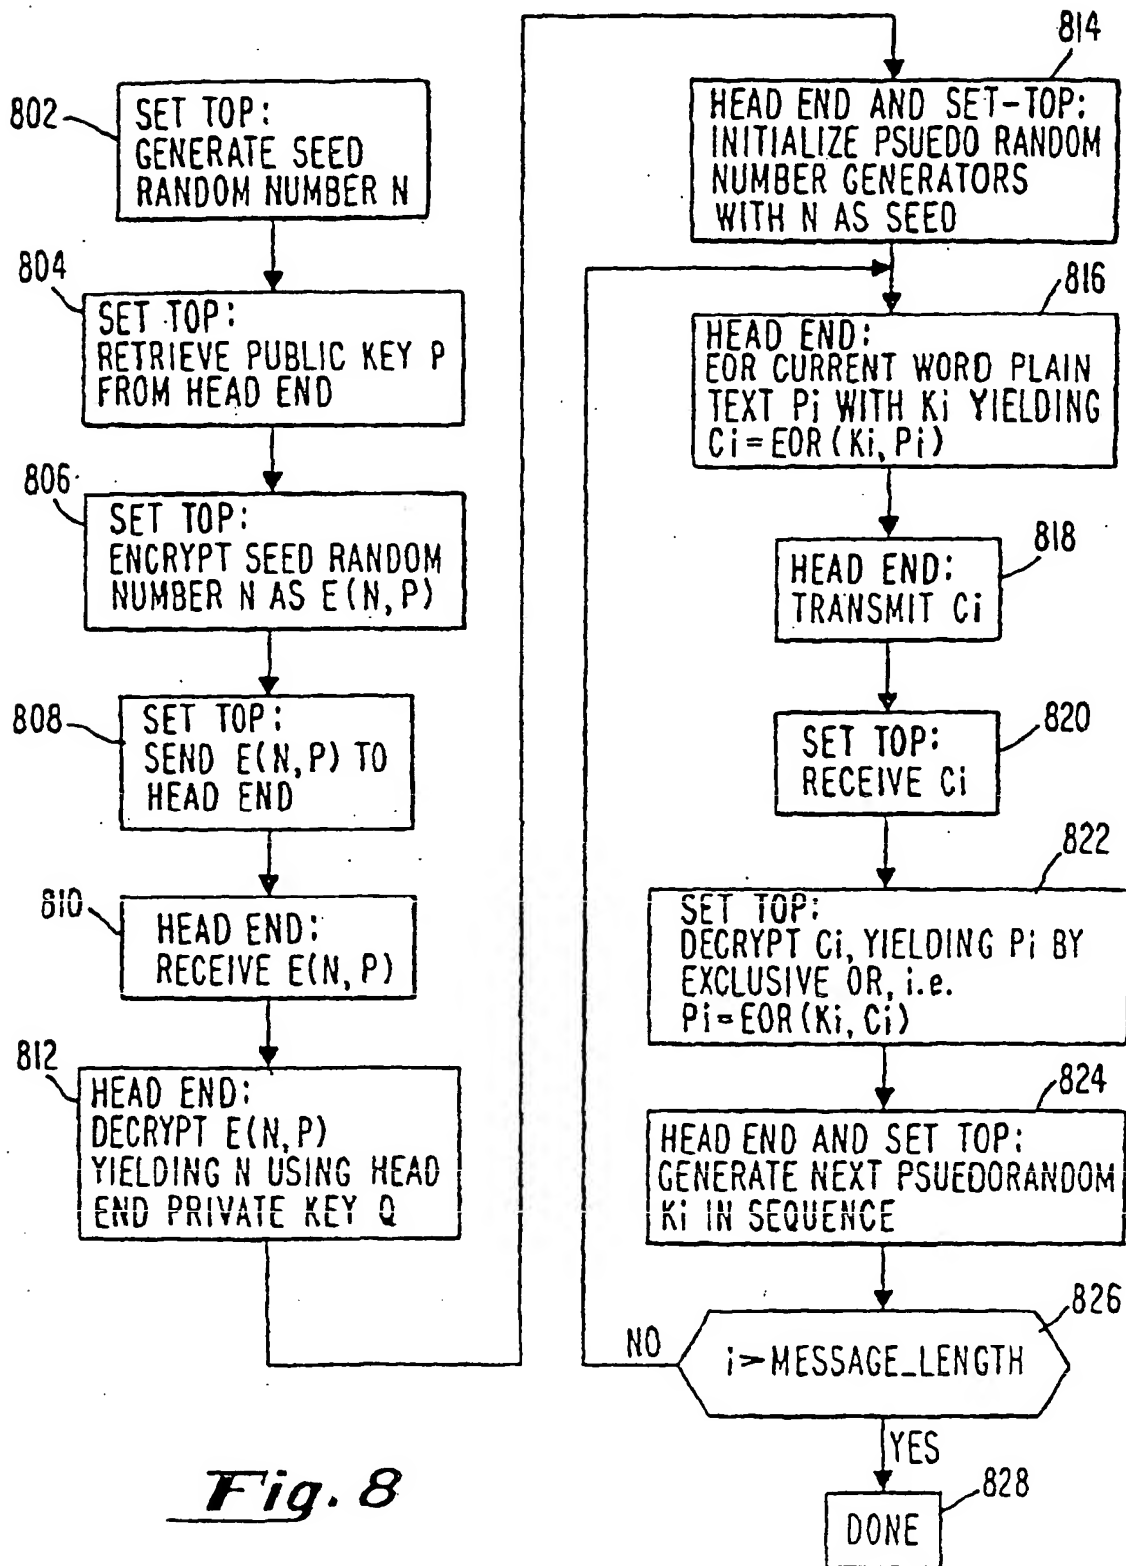 802
SET TOP:
GENERATE SEED
RANDOM NUMBER N
804
SET TOP:
RETRIEVE PUBLIC KEY P
FROM HEAD END
806
SET TOP:
ENCRYPT SEED RANDOM
NUMBER N AS E(N,P)
808
SET TOP:
SEND E(N,P) TO
HEAD END
810
HEAD END:
RECEIVE E(N,P)
812
HEAD END:
DECRYPT E(N,P)
YIELDING N USING HEAD
END PRIVATE KEY Q
814
HEAD END AND SET-TOP:
INITIALIZE PSUEDO RANDOM
NUMBER GENERATORS
WITH N AS SEED
816
HEAD END:
EOR CURRENT WORD PLAIN
TEXT Pi WITH Ki YIELDING
Ci=EOR(Ki,Pi)
818
HEAD END:
TRANSMIT Ci
820
SET TOP:
RECEIVE Ci
822
SET TOP:
DECRYPT Ci, YIELDING Pi BY
EXCLUSIVE OR, i.e.
Pi=EOR(Ki,Ci)
824
HEAD END AND SET TOP:
GENERATE NEXT PSUEDORANDOM
Ki IN SEQUENCE
826
i>MESSAGE_LENGTH
NO
YES
828
DONE
Fig. 8